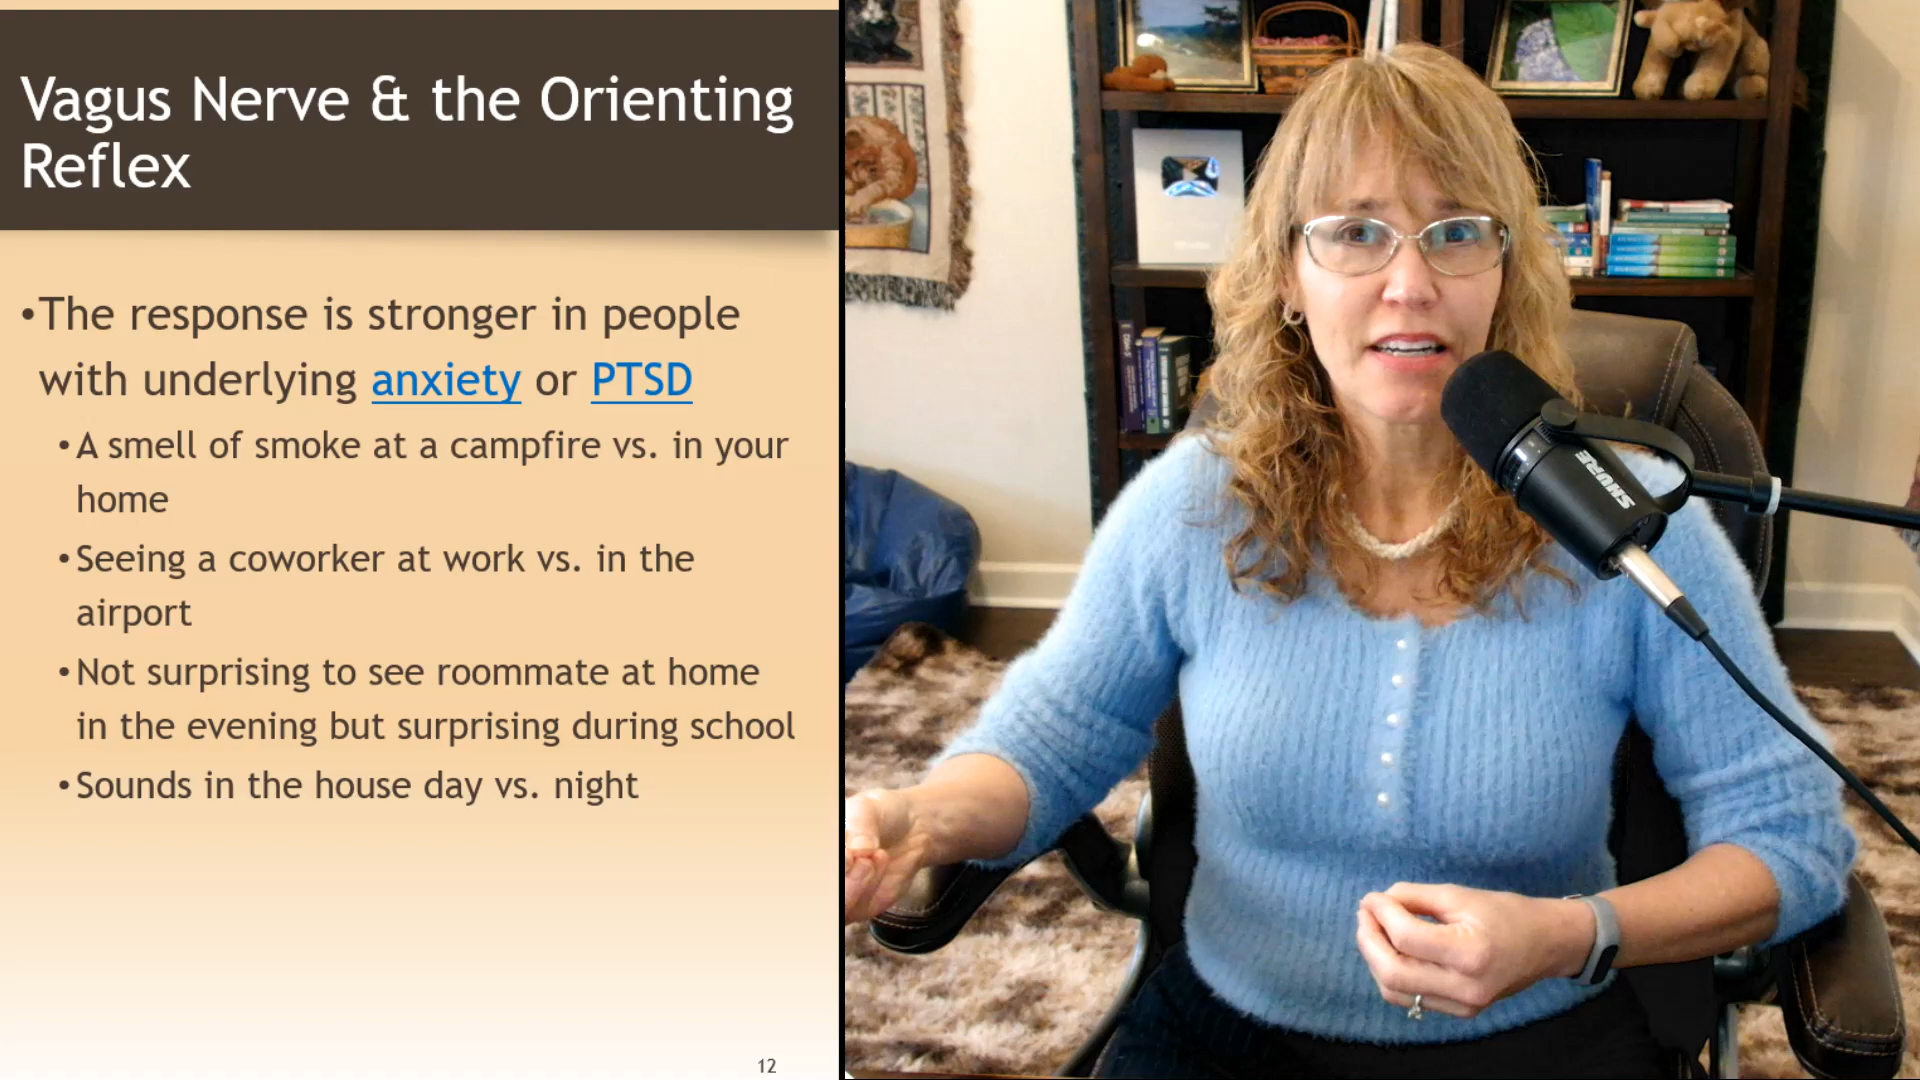 Vagus Nerve & the Orienting
Reflex
•The response is stronger in people
with underlying anxiety or PTSD
•A smell of smoke at a campfire vs. in your
home
•Seeing a coworker at work vs. in the
airport
•Not surprising to see roommate at home
in the evening but surprising during school
•Sounds in the house day vs. night
12
SHURE